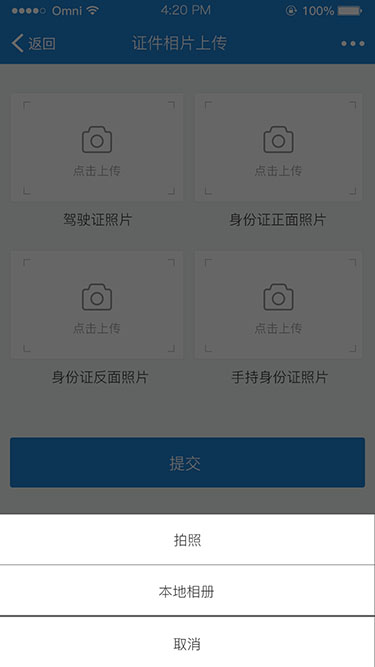 Omni 4:20 PM 100%
返回 证件相片上传
点击上传 点击上传
驾驶证照片 身份证正面照片
点击上传 点击上传
身份证反面照片 手持身份证照片
提交
拍照
本地相册
取消